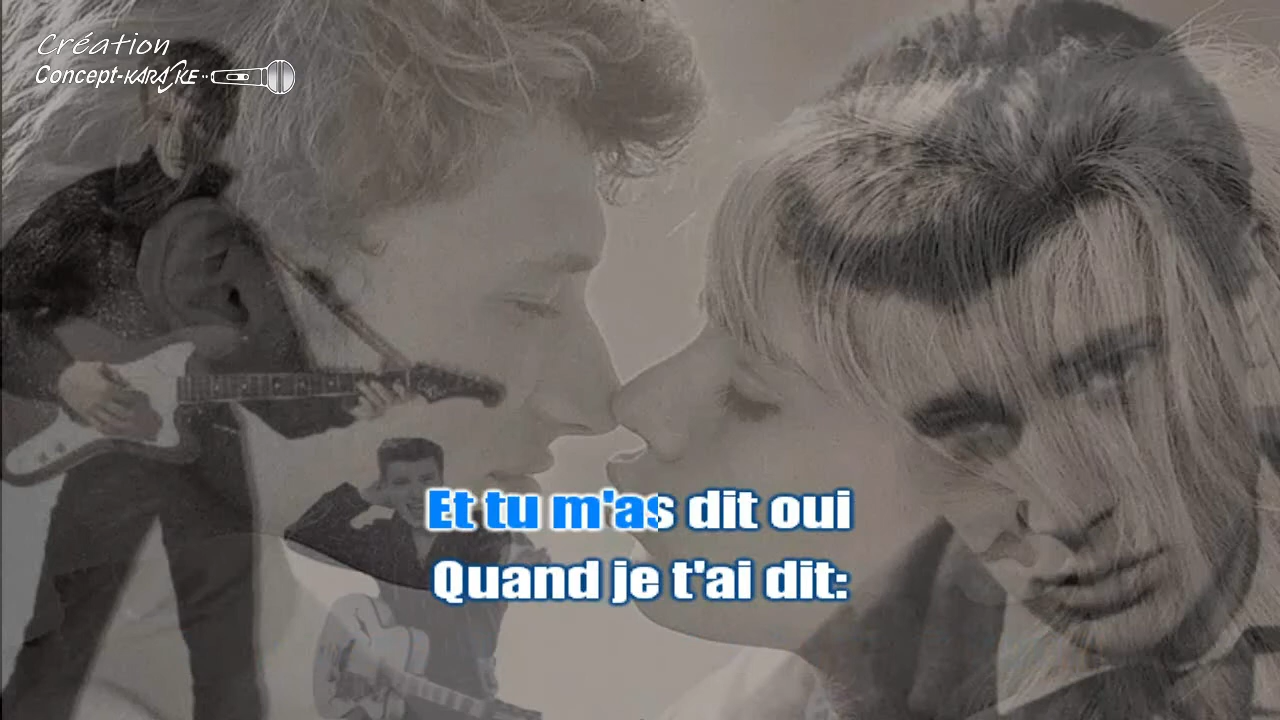 Création
Concept-KARAOKE
Et tu m'as dit oui
Quand je t'ai dit: